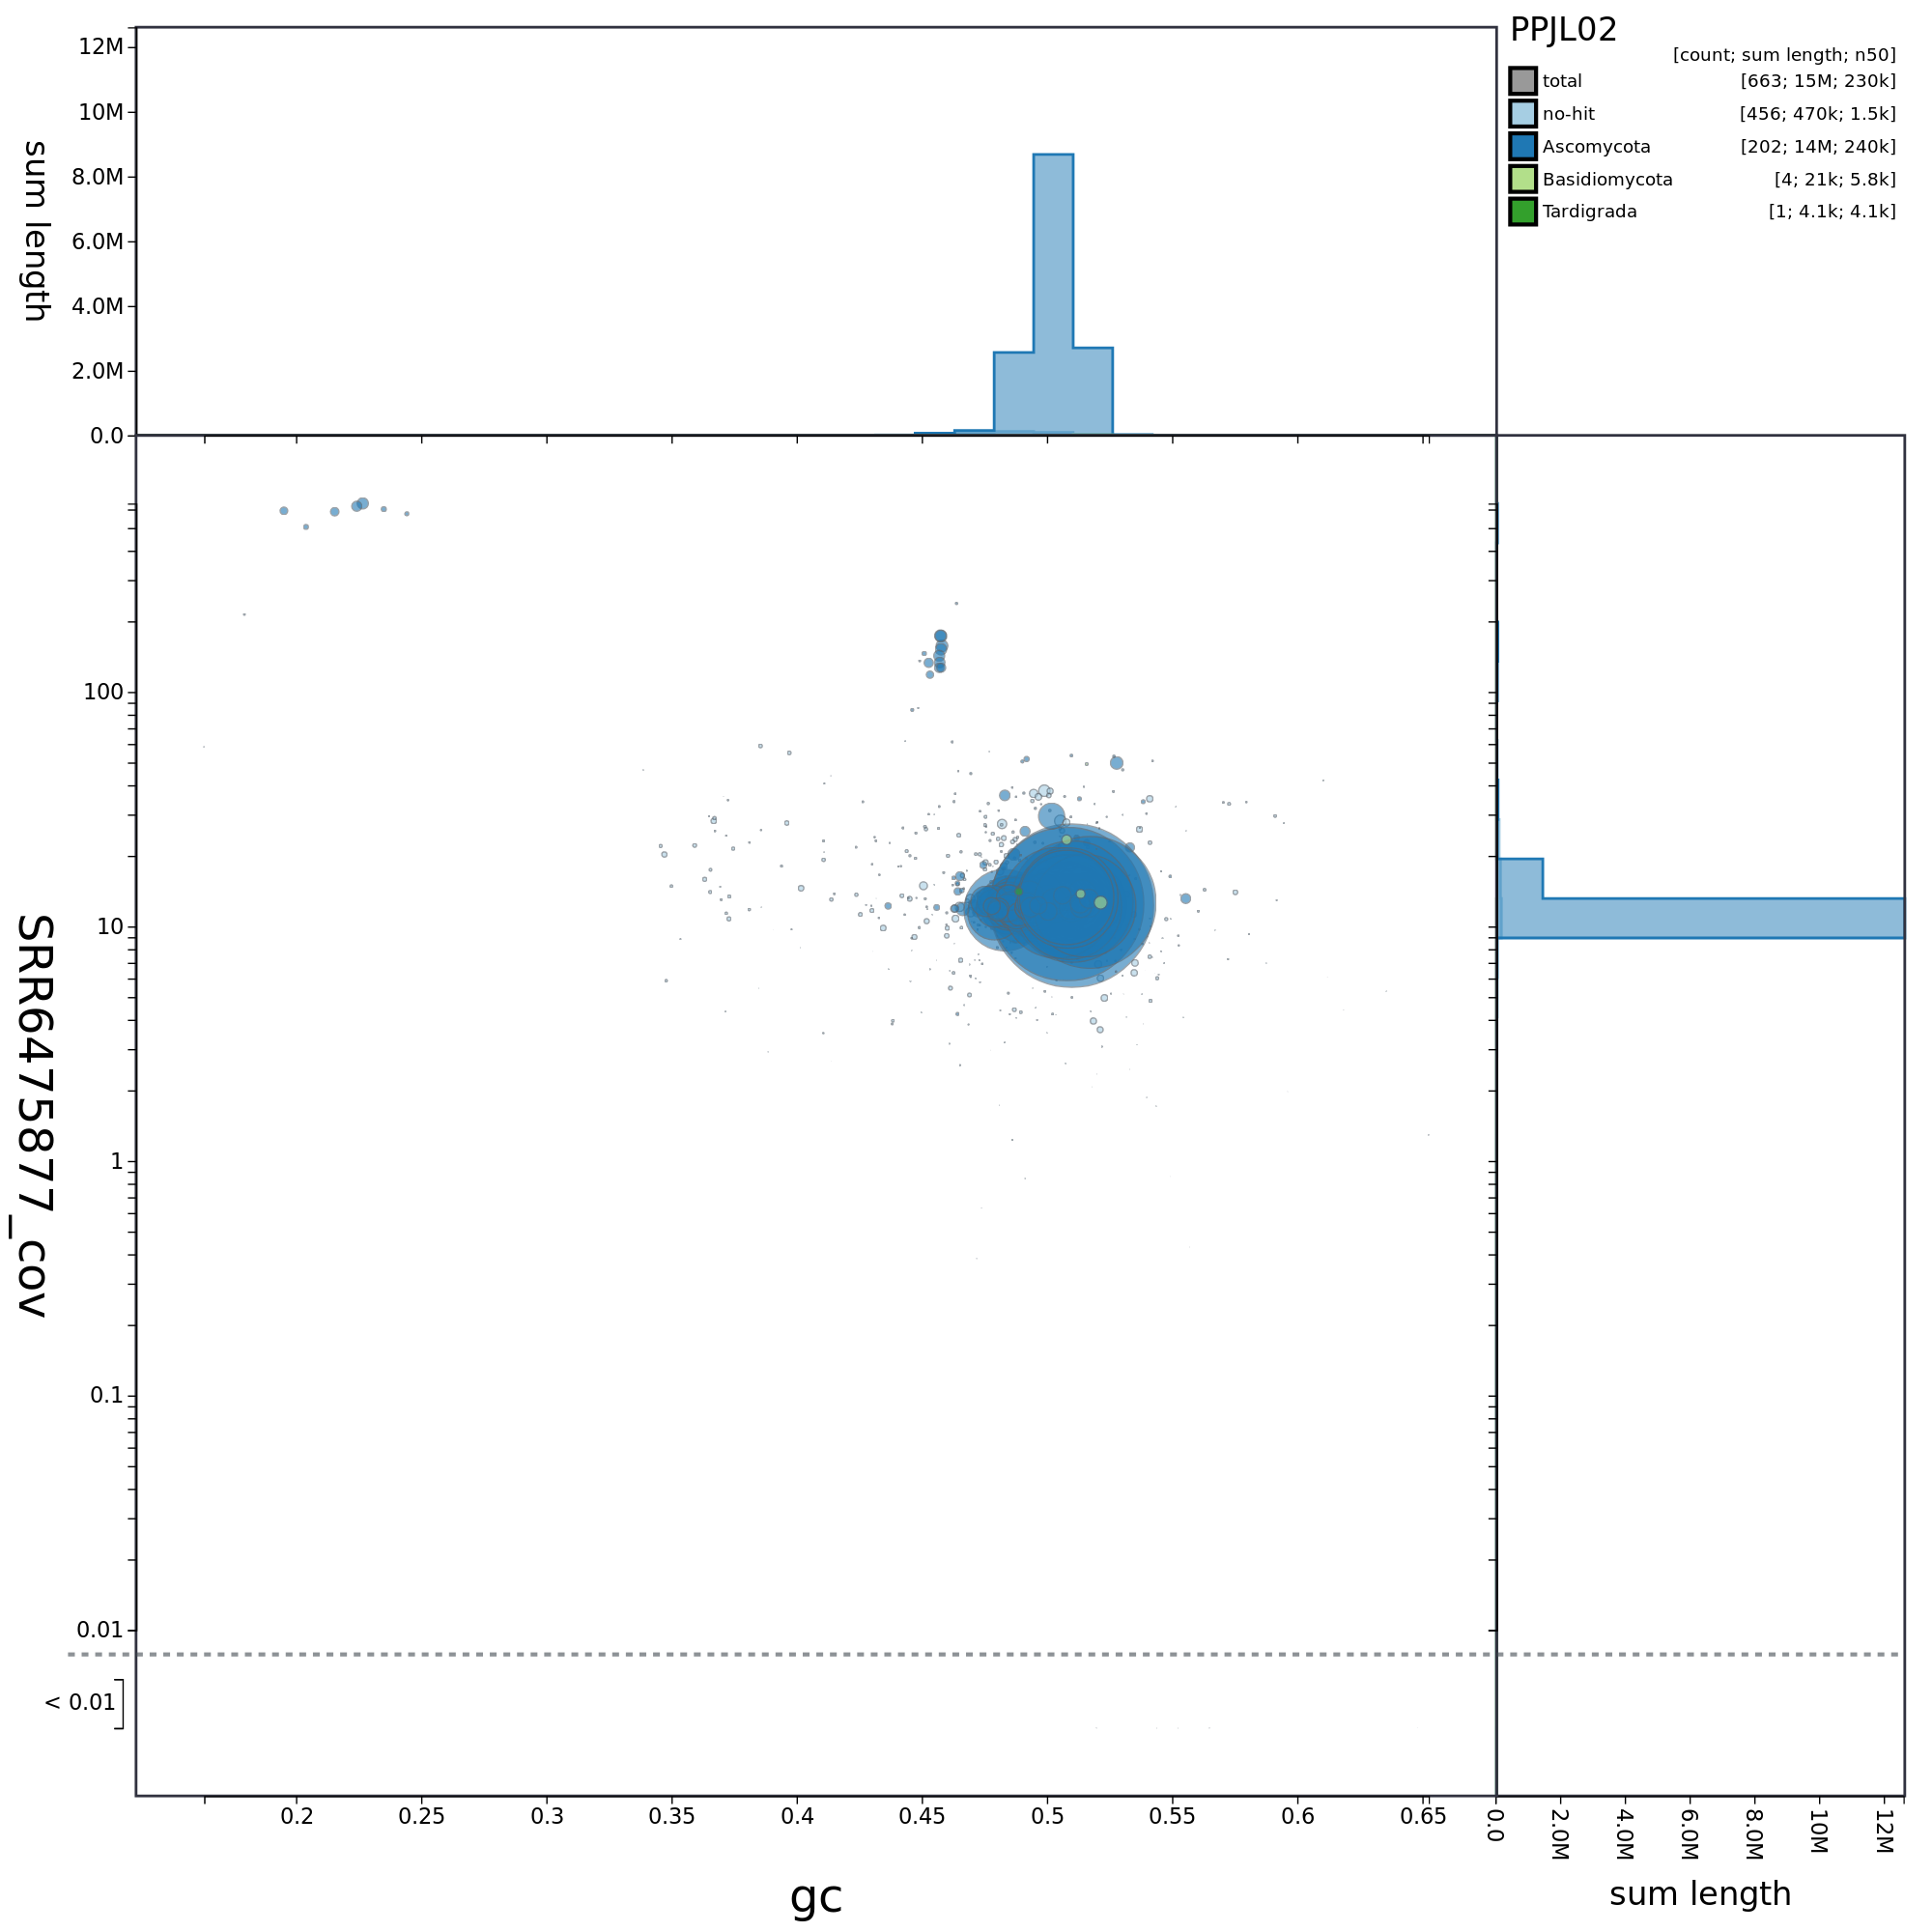 PPJL02
[count; sum length; n50]
total [663; 15M; 230k]
no-hit [456; 470k; 1.5k]
Ascomycota [202; 14M; 240k]
Basidiomycota [4; 21k; 5.8k]
Tardigrada [1; 4.1k; 4.1k]
sum length
12M
10M
8.0M
6.0M
4.0M
2.0M
0.0
SRR6475877_cov
100
10
1
0.1
0.01
< 0.01
0.2 0.25 0.3 0.35 0.4 0.45 0.5 0.55 0.6 0.65
gc
0.0 2.0M 4.0M 6.0M 8.0M 10M 12M
sum length